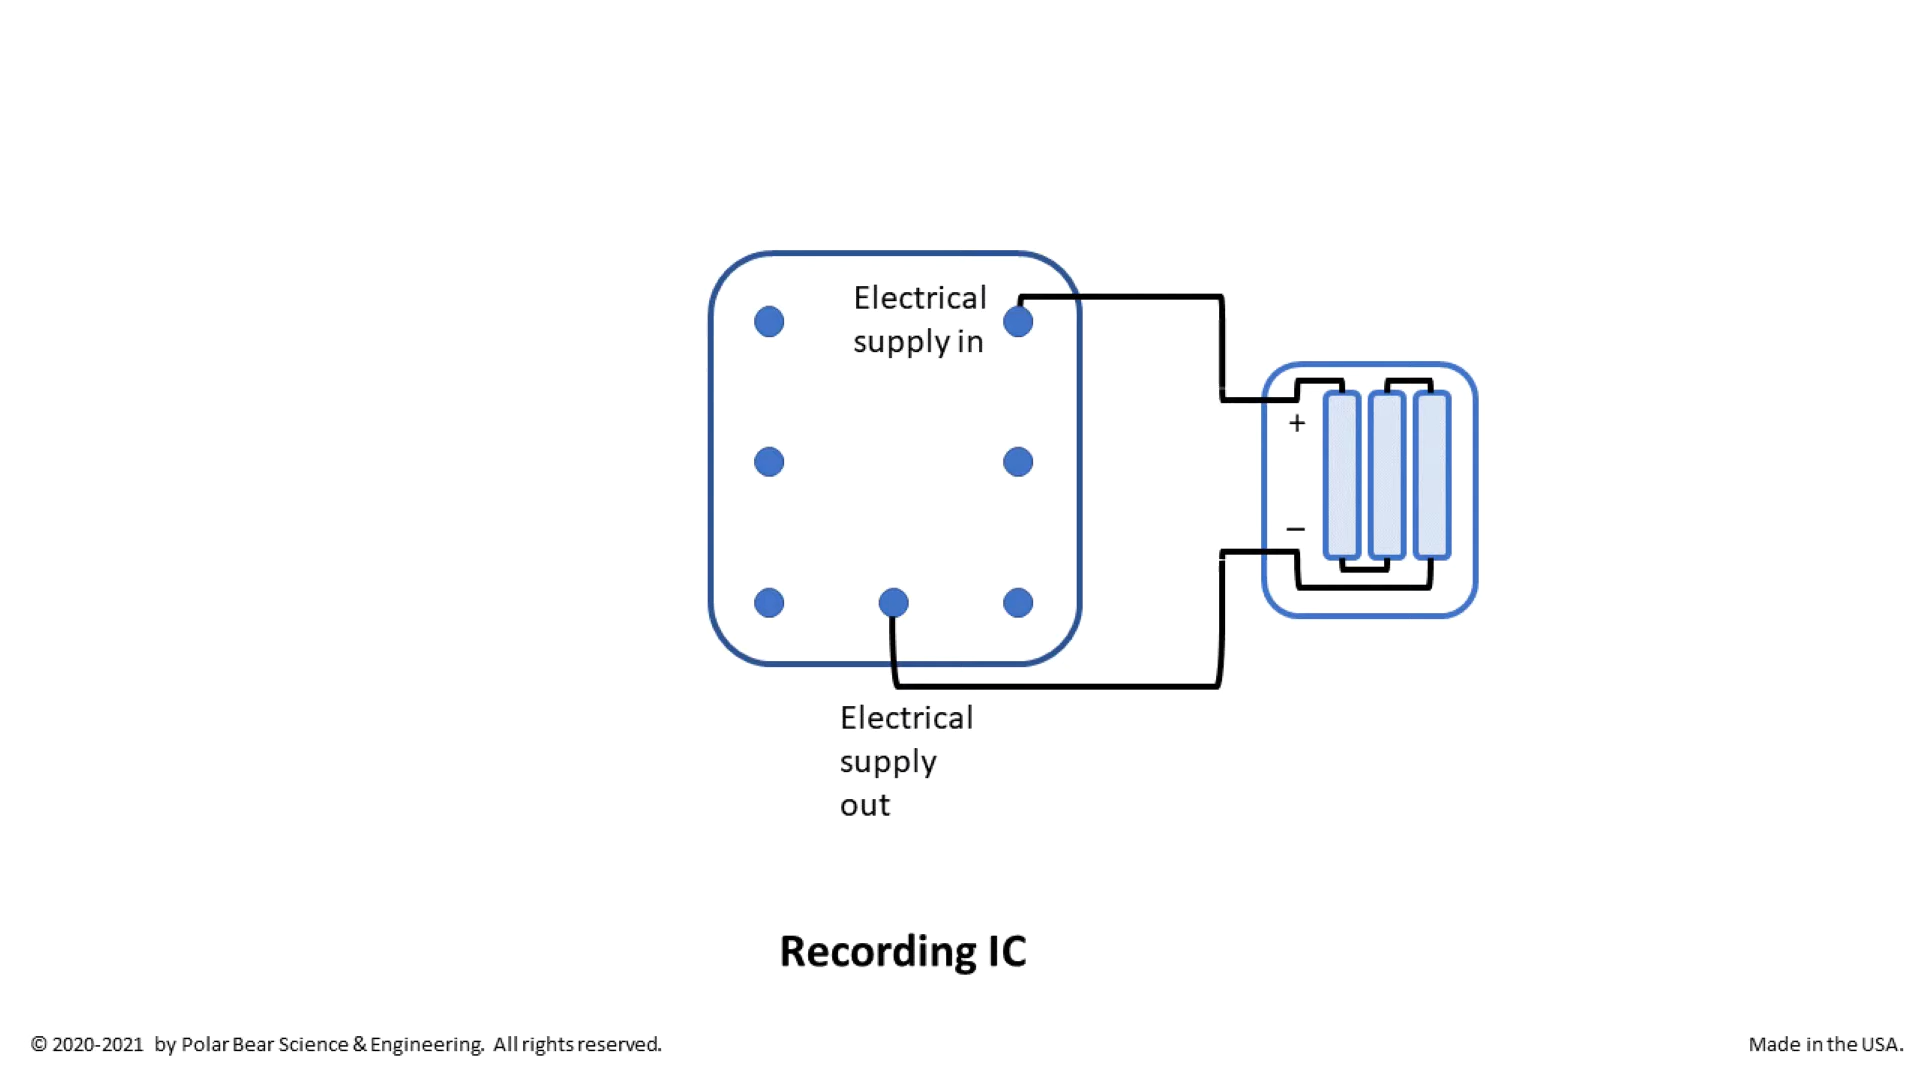 Electrical
supply in
+
–
Electrical
supply
out
Recording IC
© 2020-2021 by Polar Bear Science & Engineering. All rights reserved.
Made in the USA.